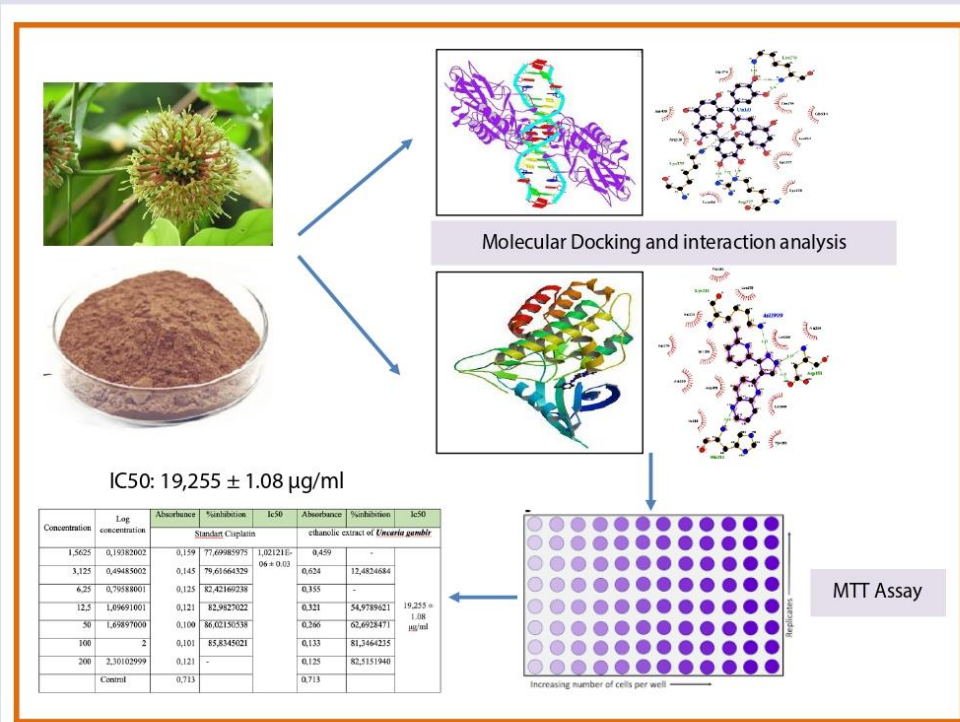 Molecular Docking and interaction analysis
IC50: 19,255 ± 1.08 µg/ml
Concentration Log concentration Absorbance %inhibition Ic50 Absorbance %inhibition Ic50
Standart Cisplatin ethanolic extract of Uncaria gambir
1,5625 0,19382002 0,159 77,69985975 1,02121E-06 ± 0.03 0,459 -
3,125 0,49485002 0,145 79,61664329 0,624 12,4824684
6,25 0,79588001 0,125 82,42169238 0,355 -
12,5 1,09691001 0,121 82,9827022 0,321 54,9789621 19,255 ± 1.08 µg/ml
50 1,69897000 0,100 86,02150538 0,266 62,6928471
100 2 0,101 85,8345021 0,133 81,3464235
200 2,30102999 0,121 - 0,125 82,5151940
Control 0,713 0,713
Replicates
Increasing number of cells per well
MTT Assay